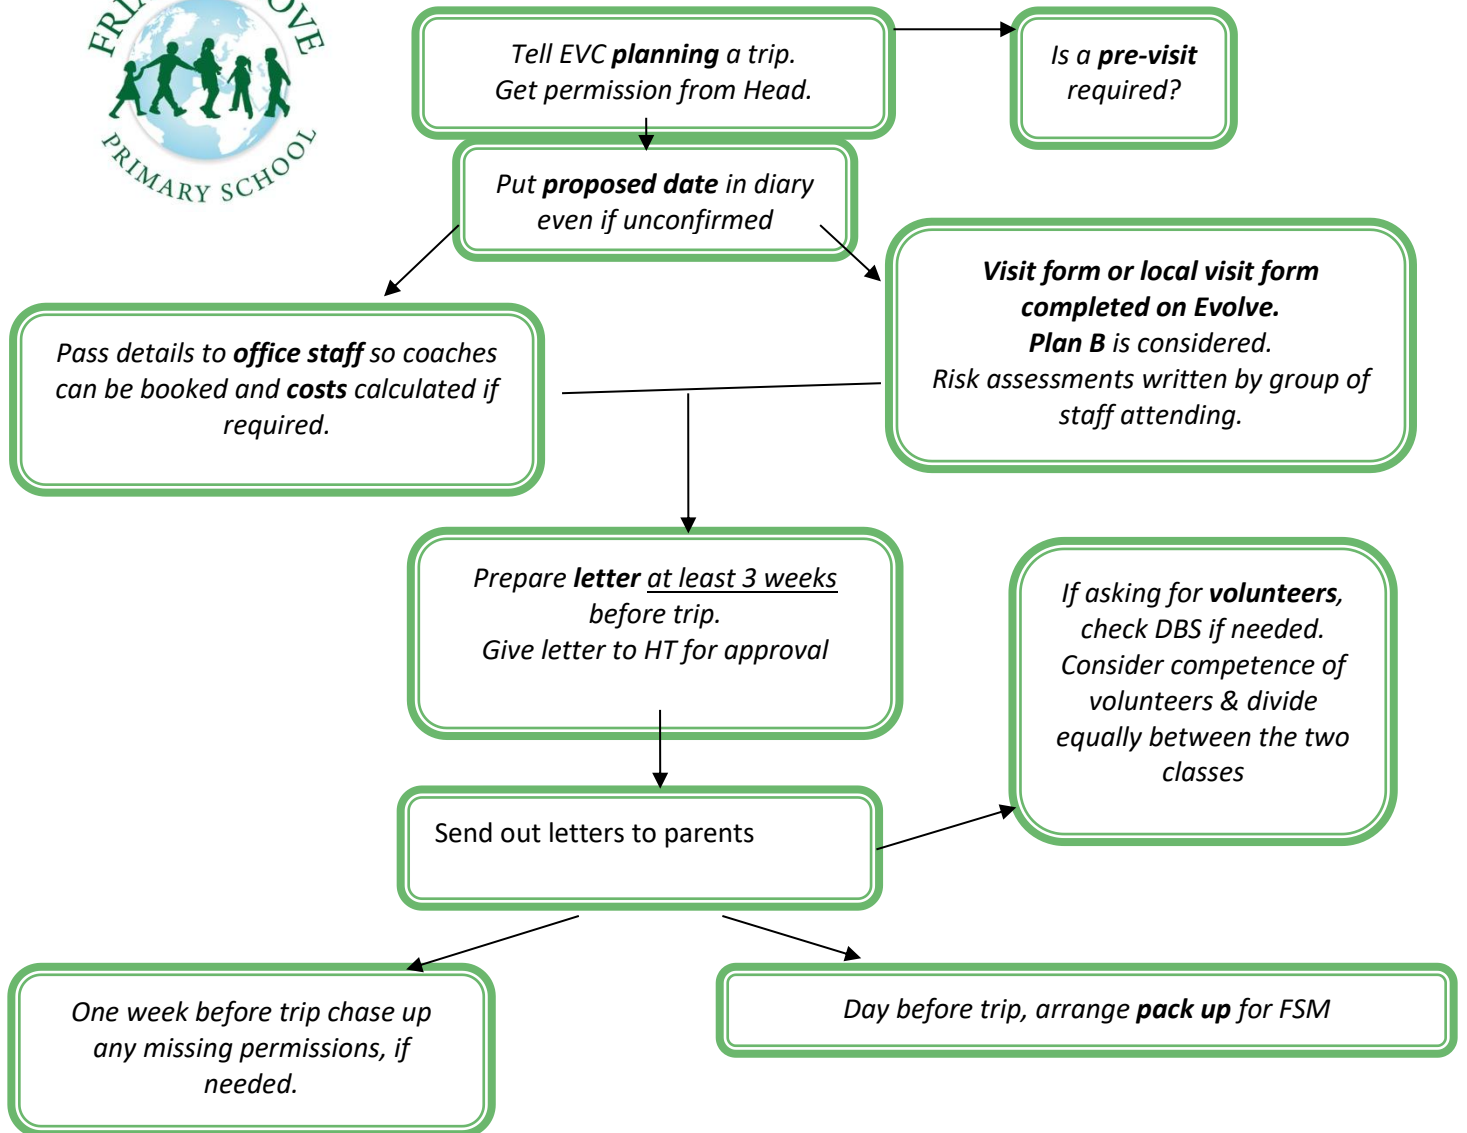 PRIMARY SCHOOL
Tell EVC planning a trip.
Get permission from Head.
Is a pre-visit
required?
Put proposed date in diary
even if unconfirmed
Visit form or local visit form
completed on Evolve.
Plan B is considered.
Risk assessments written by group of
staff attending.
Pass details to office staff so coaches
can be booked and costs calculated if
required.
Prepare letter at least 3 weeks
before trip.
Give letter to HT for approval
If asking for volunteers,
check DBS if needed.
Consider competence of
volunteers & divide
equally between the two
classes
Send out letters to parents
One week before trip chase up
any missing permissions, if
needed.
Day before trip, arrange pack up for FSM